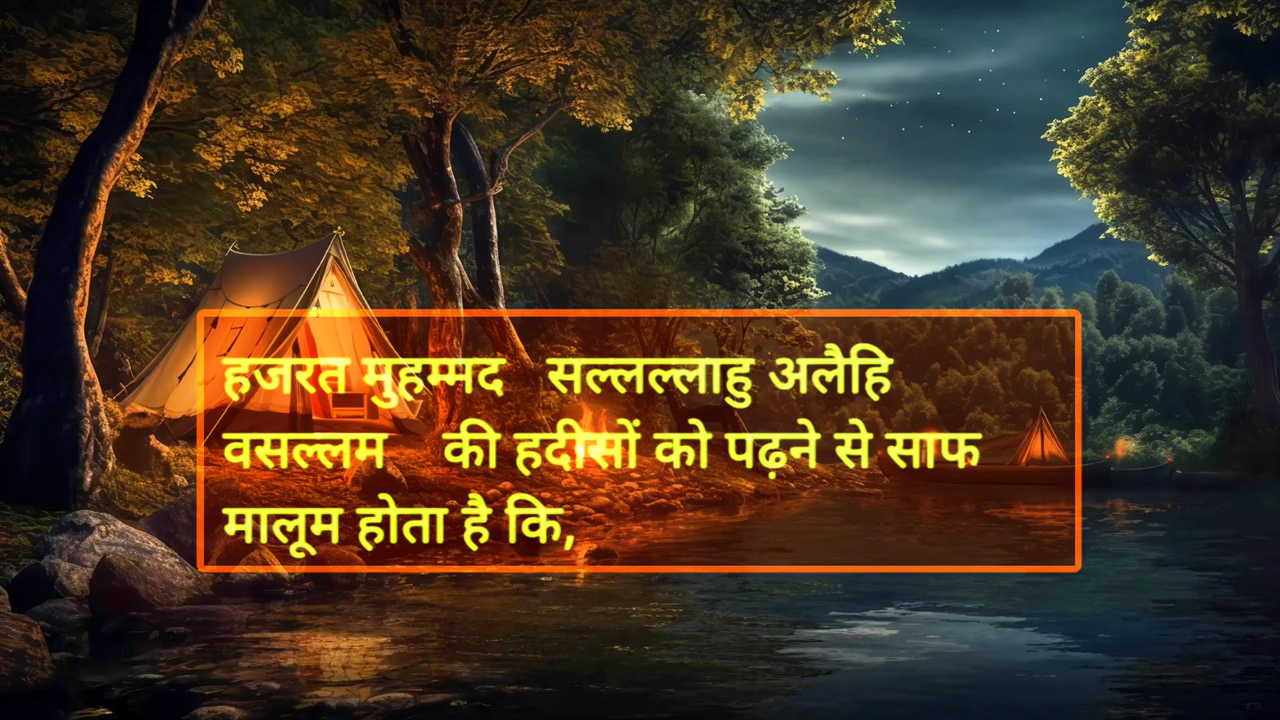 हजरत मुहम्मद सल्लल्लाहु अलैहि
वसल्लम की हदीसों को पढ़ने से साफ
मालूम होता है कि,